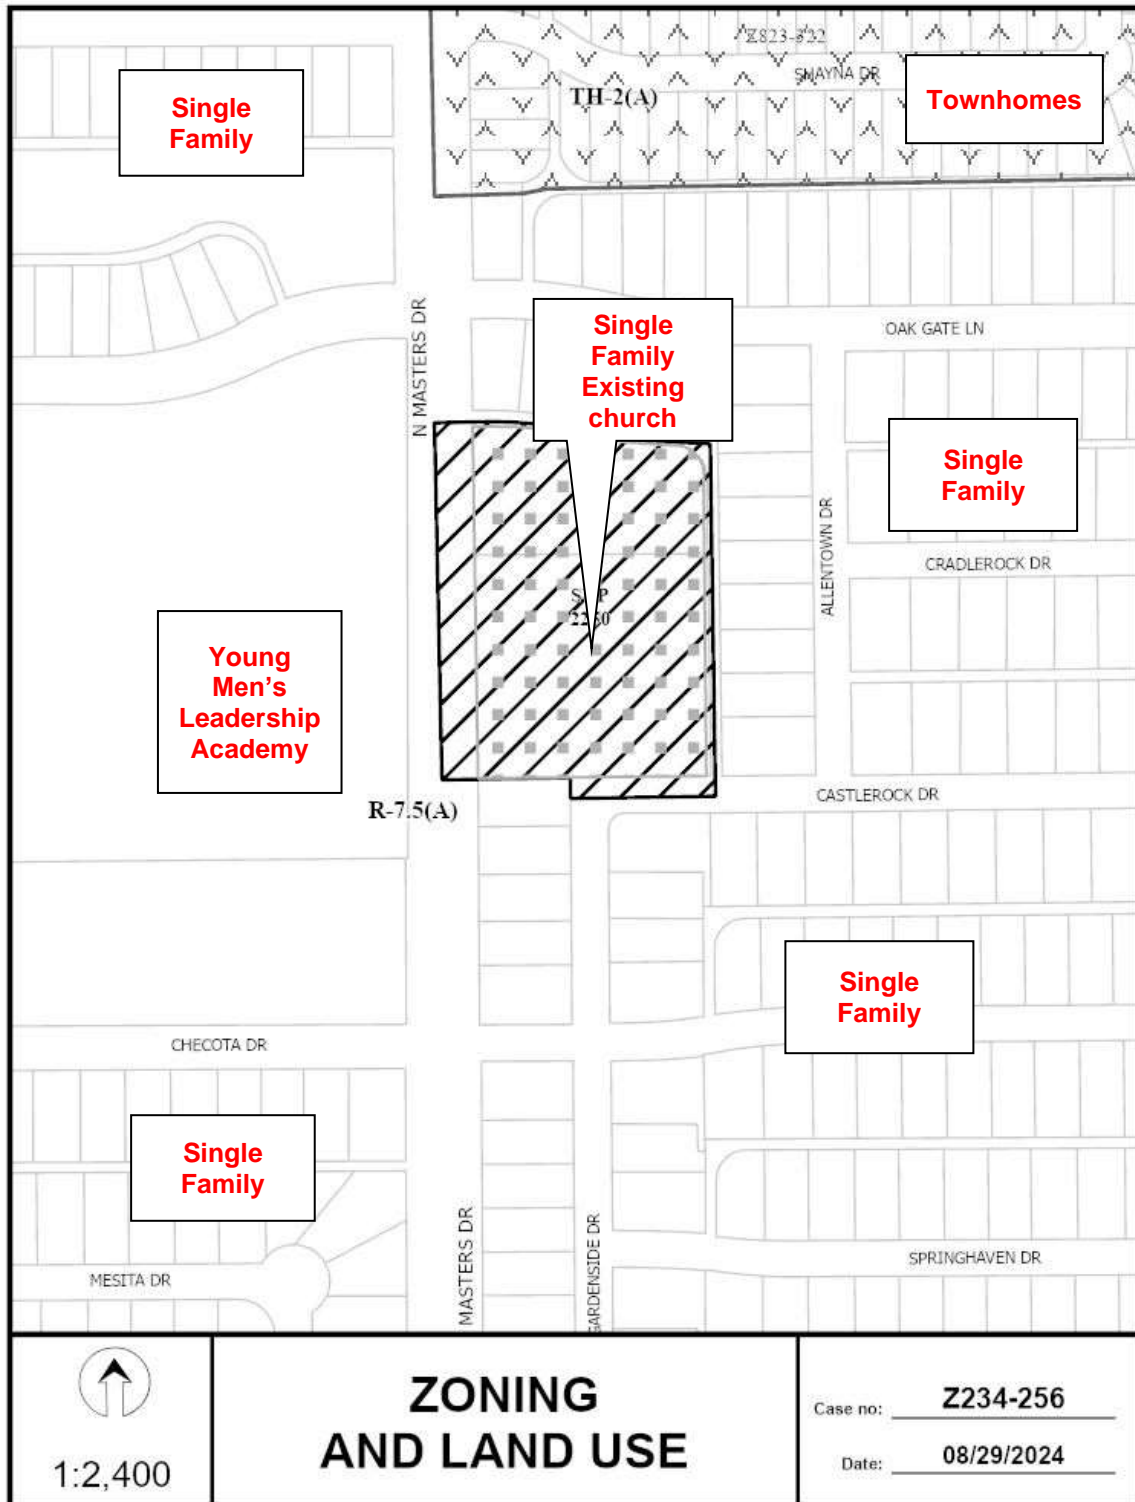 Z823-322
SHAYNA DR
TH-2(A)
Townhomes
Single
Family
N MASTERS DR
OAK GATE LN
Single
Family
Existing
church
Single
Family
ALLENTOWN DR
CRADLEROCK DR
2260
Young
Men's
Leadership
Academy
R-7.5(A)
CASTLEROCK DR
Single
Family
CHECOTA DR
Single
Family
MESITA DR
MASTERS DR
GARDENSIDE DR
SPRINGHAVEN DR
1:2,400
ZONING
AND LAND USE
Case no: Z234-256
Date: 08/29/2024